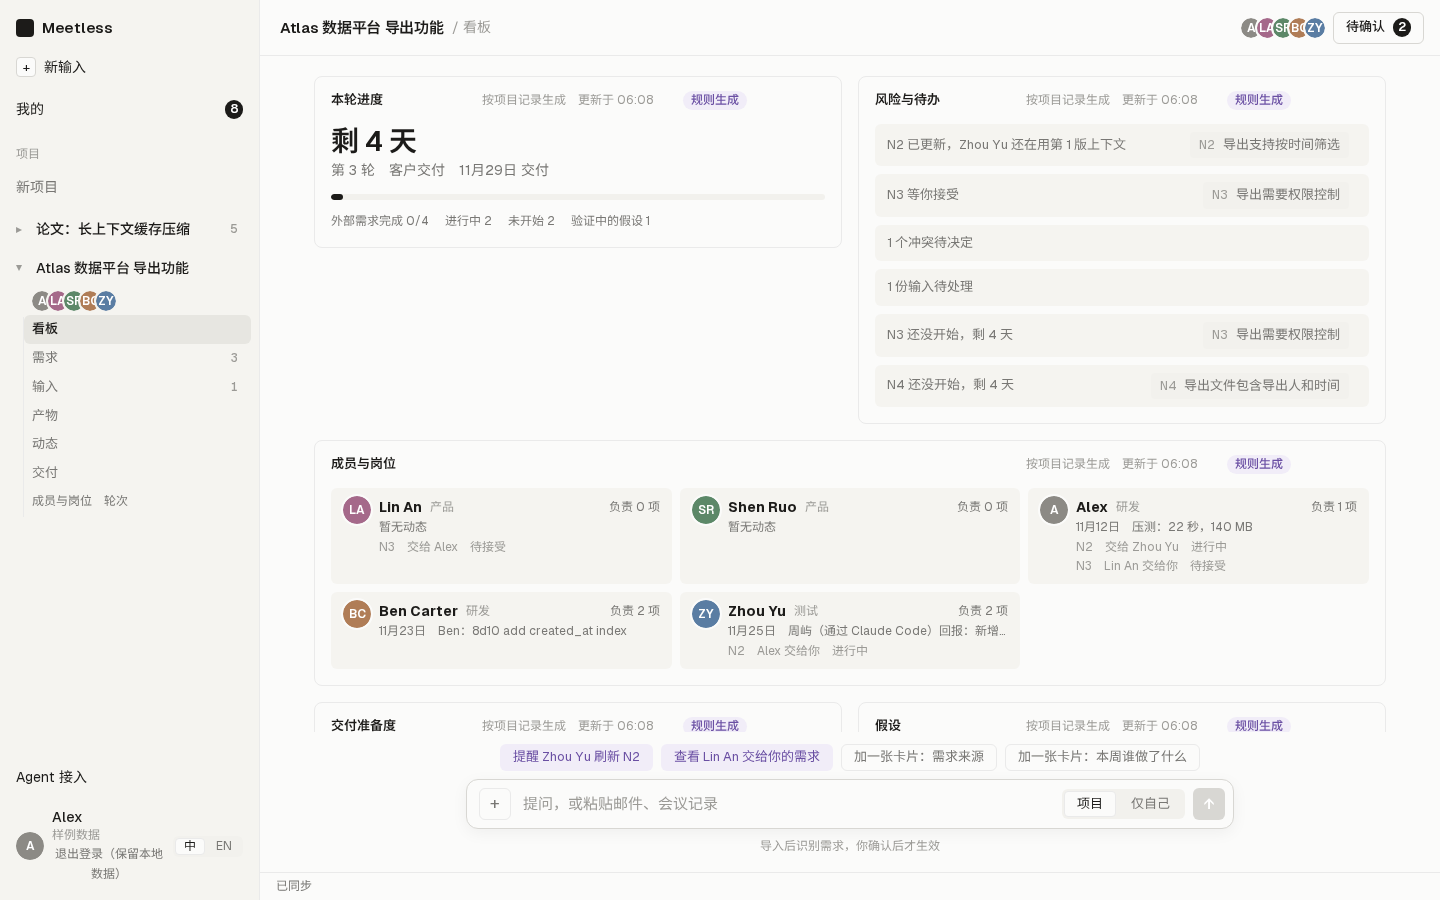 Meetless
+ 新输入
我的 8
项目
新项目
▸ 论文：长上下文缓存压缩 5
▾ Atlas 数据平台 导出功能
A LA SR BC ZY
看板
需求 3
输入 1
产物
动态
交付
成员与岗位 轮次
Agent 接入
A Alex
样例数据
退出登录（保留本地数据）
中 EN
Atlas 数据平台 导出功能 / 看板
A LA SR BC ZY
待确认 2
本轮进度 按项目记录生成 更新于 06:08 规则生成
剩 4 天
第 3 轮 客户交付 11月29日 交付
外部需求完成 0/4 进行中 2 未开始 2 验证中的假设 1
风险与待办 按项目记录生成 更新于 06:08 规则生成
N2 已更新，Zhou Yu 还在用第 1 版上下文 N2 导出支持按时间筛选
N3 等你接受 N3 导出需要权限控制
1 个冲突待决定
1 份输入待处理
N3 还没开始，剩 4 天 N3 导出需要权限控制
N4 还没开始，剩 4 天 N4 导出文件包含导出人和时间
成员与岗位 按项目记录生成 更新于 06:08 规则生成
LA Lin An 产品 负责 0 项
暂无动态
N3 交给 Alex 待接受
SR Shen Ruo 产品 负责 0 项
暂无动态
A Alex 研发 负责 1 项
11月12日 压测：22 秒，140 MB
N2 交给 Zhou Yu 进行中
N3 Lin An 交给你 待接受
BC Ben Carter 研发 负责 2 项
11月23日 Ben：8d10 add created_at index
ZY Zhou Yu 测试 负责 2 项
11月25日 周屿（通过 Claude Code）回报：新增…
N2 Alex 交给你 进行中
交付准备度 按项目记录生成 更新于 06:08 规则生成
假设 按项目记录生成 更新于 06:08 规则生成
提醒 Zhou Yu 刷新 N2
查看 Lin An 交给你的需求
加一张卡片：需求来源
加一张卡片：本周谁做了什么
+ 提问，或粘贴邮件、会议记录 项目 仅自己
导入后识别需求，你确认后才生效
已同步